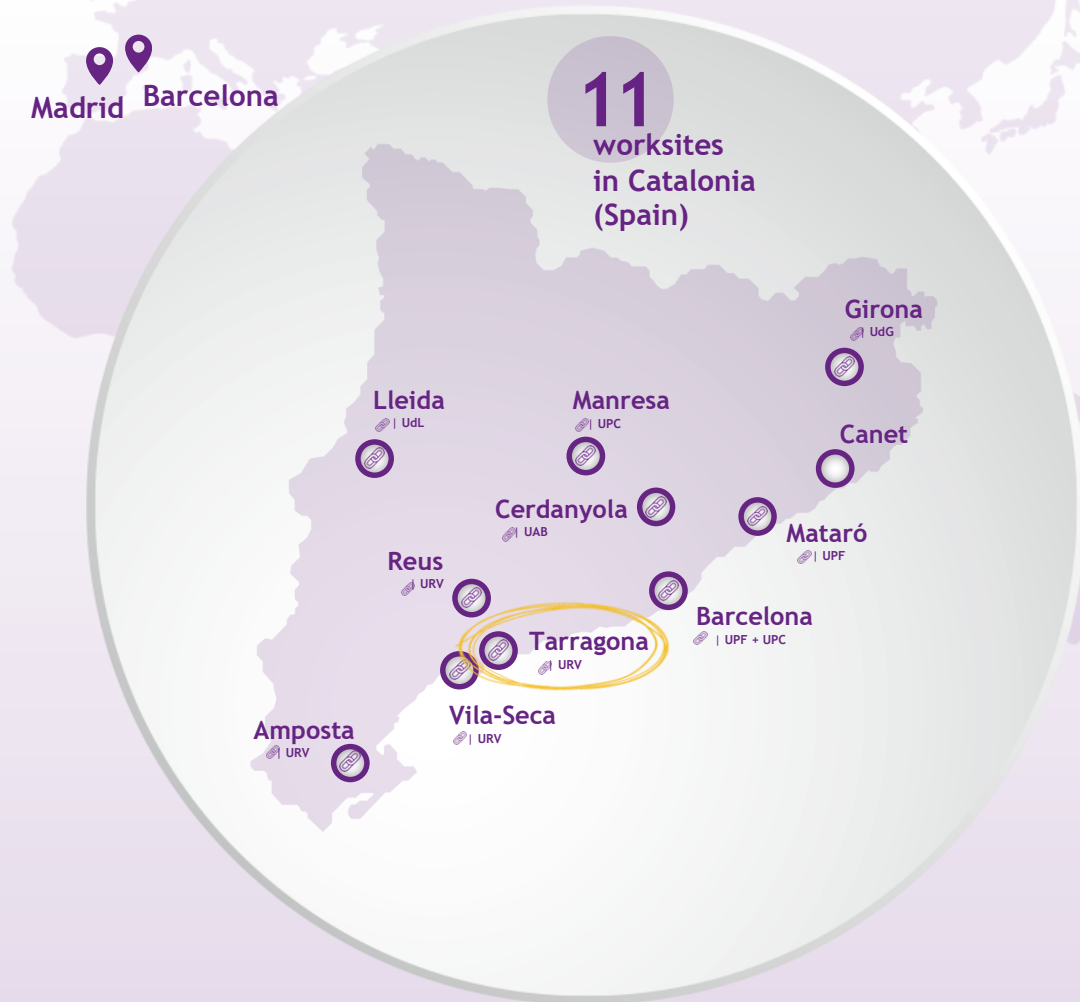 Madrid
Barcelona
11
worksites
in Catalonia
(Spain)
Girona
| UdG
Lleida
| UdL
Manresa
| UPC
Canet
Cerdanyola
| UAB
Mataró
| UPF
Reus
| URV
Barcelona
| UPF + UPC
Tarragona
| URV
Vila-Seca
| URV
Amposta
| URV